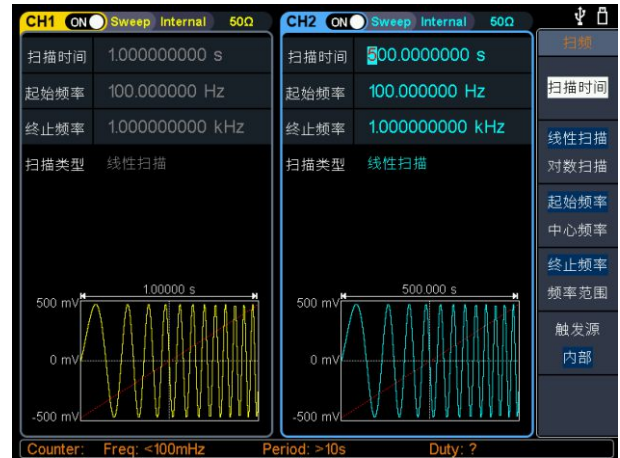 CH1 ON Sweep Internal 50Ω
扫描时间 1.000000000 s
起始频率 100.000000 Hz
终止频率 1.000000000 kHz
扫描类型 线性扫描
1.00000 s
500 mV
0 mV
-500 mV
CH2 ON Sweep Internal 50Ω
扫描时间 500.0000000 s
起始频率 100.000000 Hz
终止频率 1.000000000 kHz
扫描类型 线性扫描
500.000 s
500 mV
0 mV
-500 mV
扫频
扫描时间
线性扫描
对数扫描
起始频率
中心频率
终止频率
频率范围
触发源
内部
Counter: Freq: <100mHz Period: >10s Duty: ?